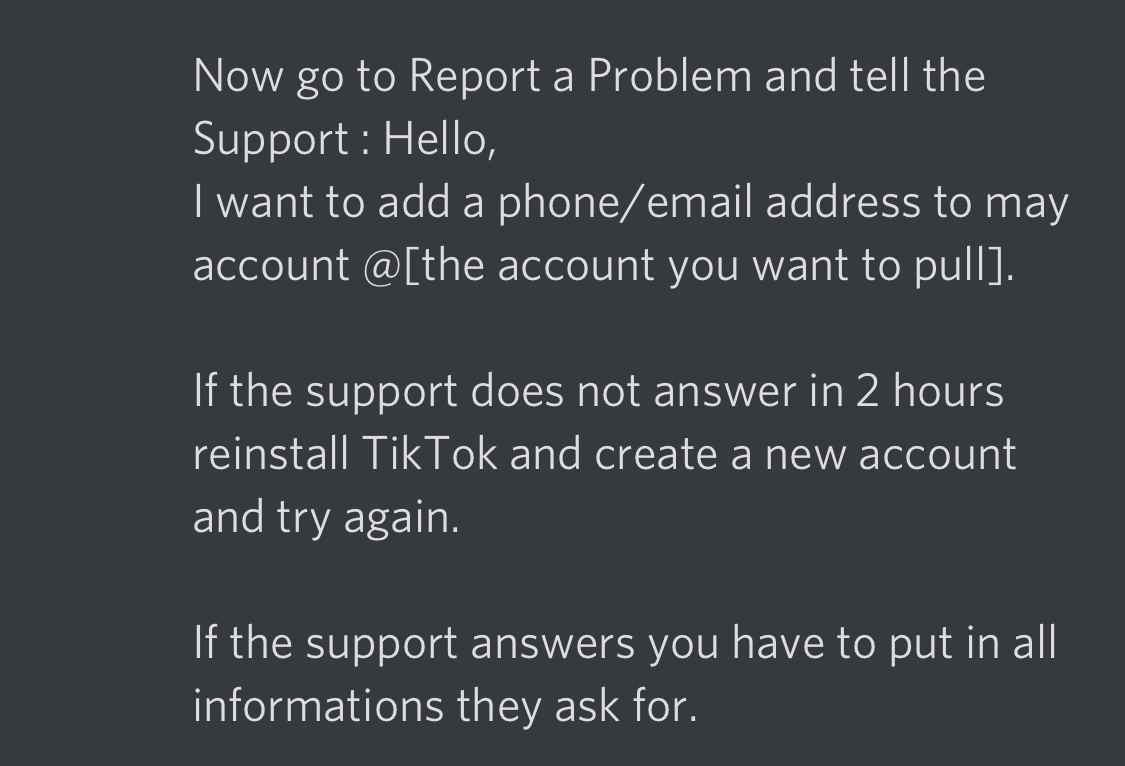 Now go to Report a Problem and tell the
Support : Hello,
I want to add a phone/email address to may
account @[the account you want to pull].
If the support does not answer in 2 hours
reinstall TikTok and create a new account
and try again.
If the support answers you have to put in all
informations they ask for.